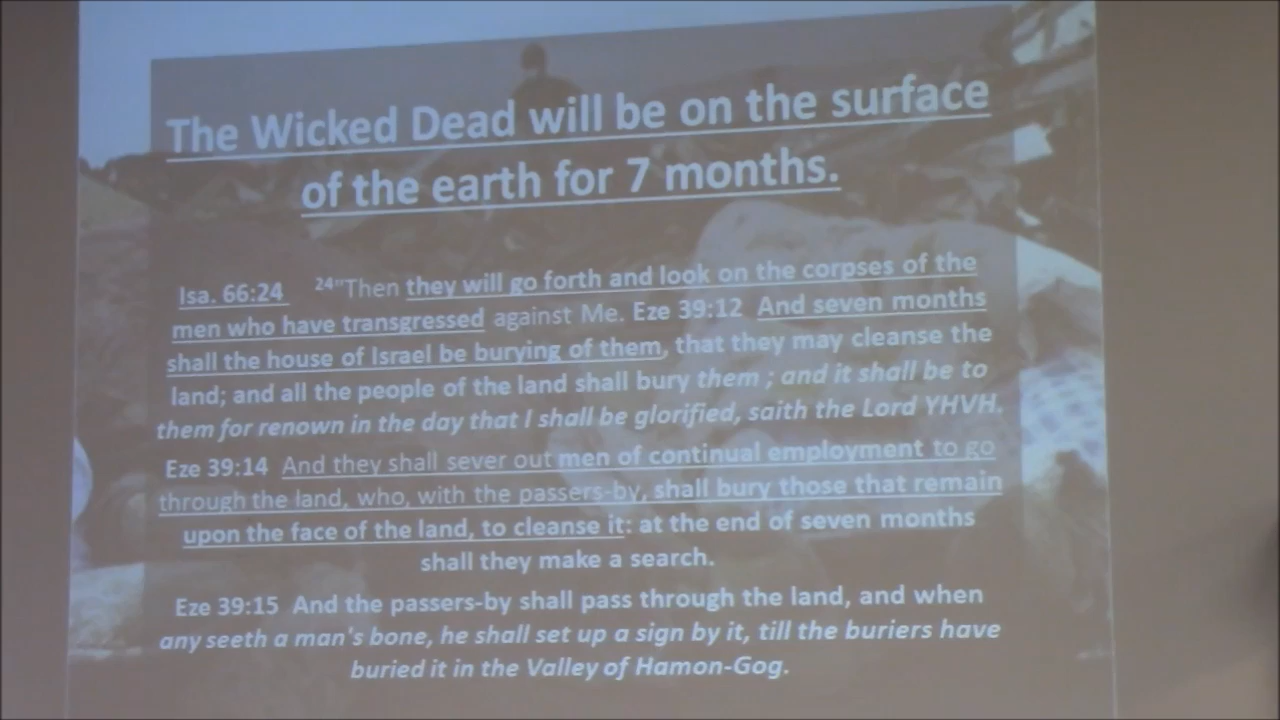 The Wicked Dead will be on the surface
of the earth for 7 months.
Isa. 66:24 24"Then they will go forth and look on the corpses of the
men who have transgressed against Me. Eze 39:12 And seven months
shall the house of Israel be burying of them, that they may cleanse the
land; and all the people of the land shall bury them ; and it shall be to
them for renown in the day that I shall be glorified, saith the Lord YHVH.
Eze 39:14 And they shall sever out men of continual employment to go
through the land, who, with the passers-by, shall bury those that remain
upon the face of the land, to cleanse it: at the end of seven months
shall they make a search.
Eze 39:15 And the passers-by shall pass through the land, and when
any seeth a man's bone, he shall set up a sign by it, till the buriers have
buried it in the Valley of Hamon-Gog.